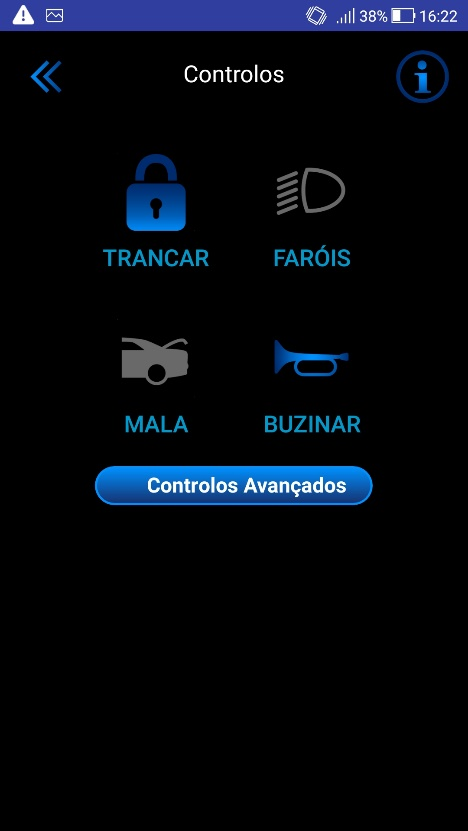 38% 16:22
Controlos
TRANCAR FARÓIS
MALA BUZINAR
Controlos Avançados